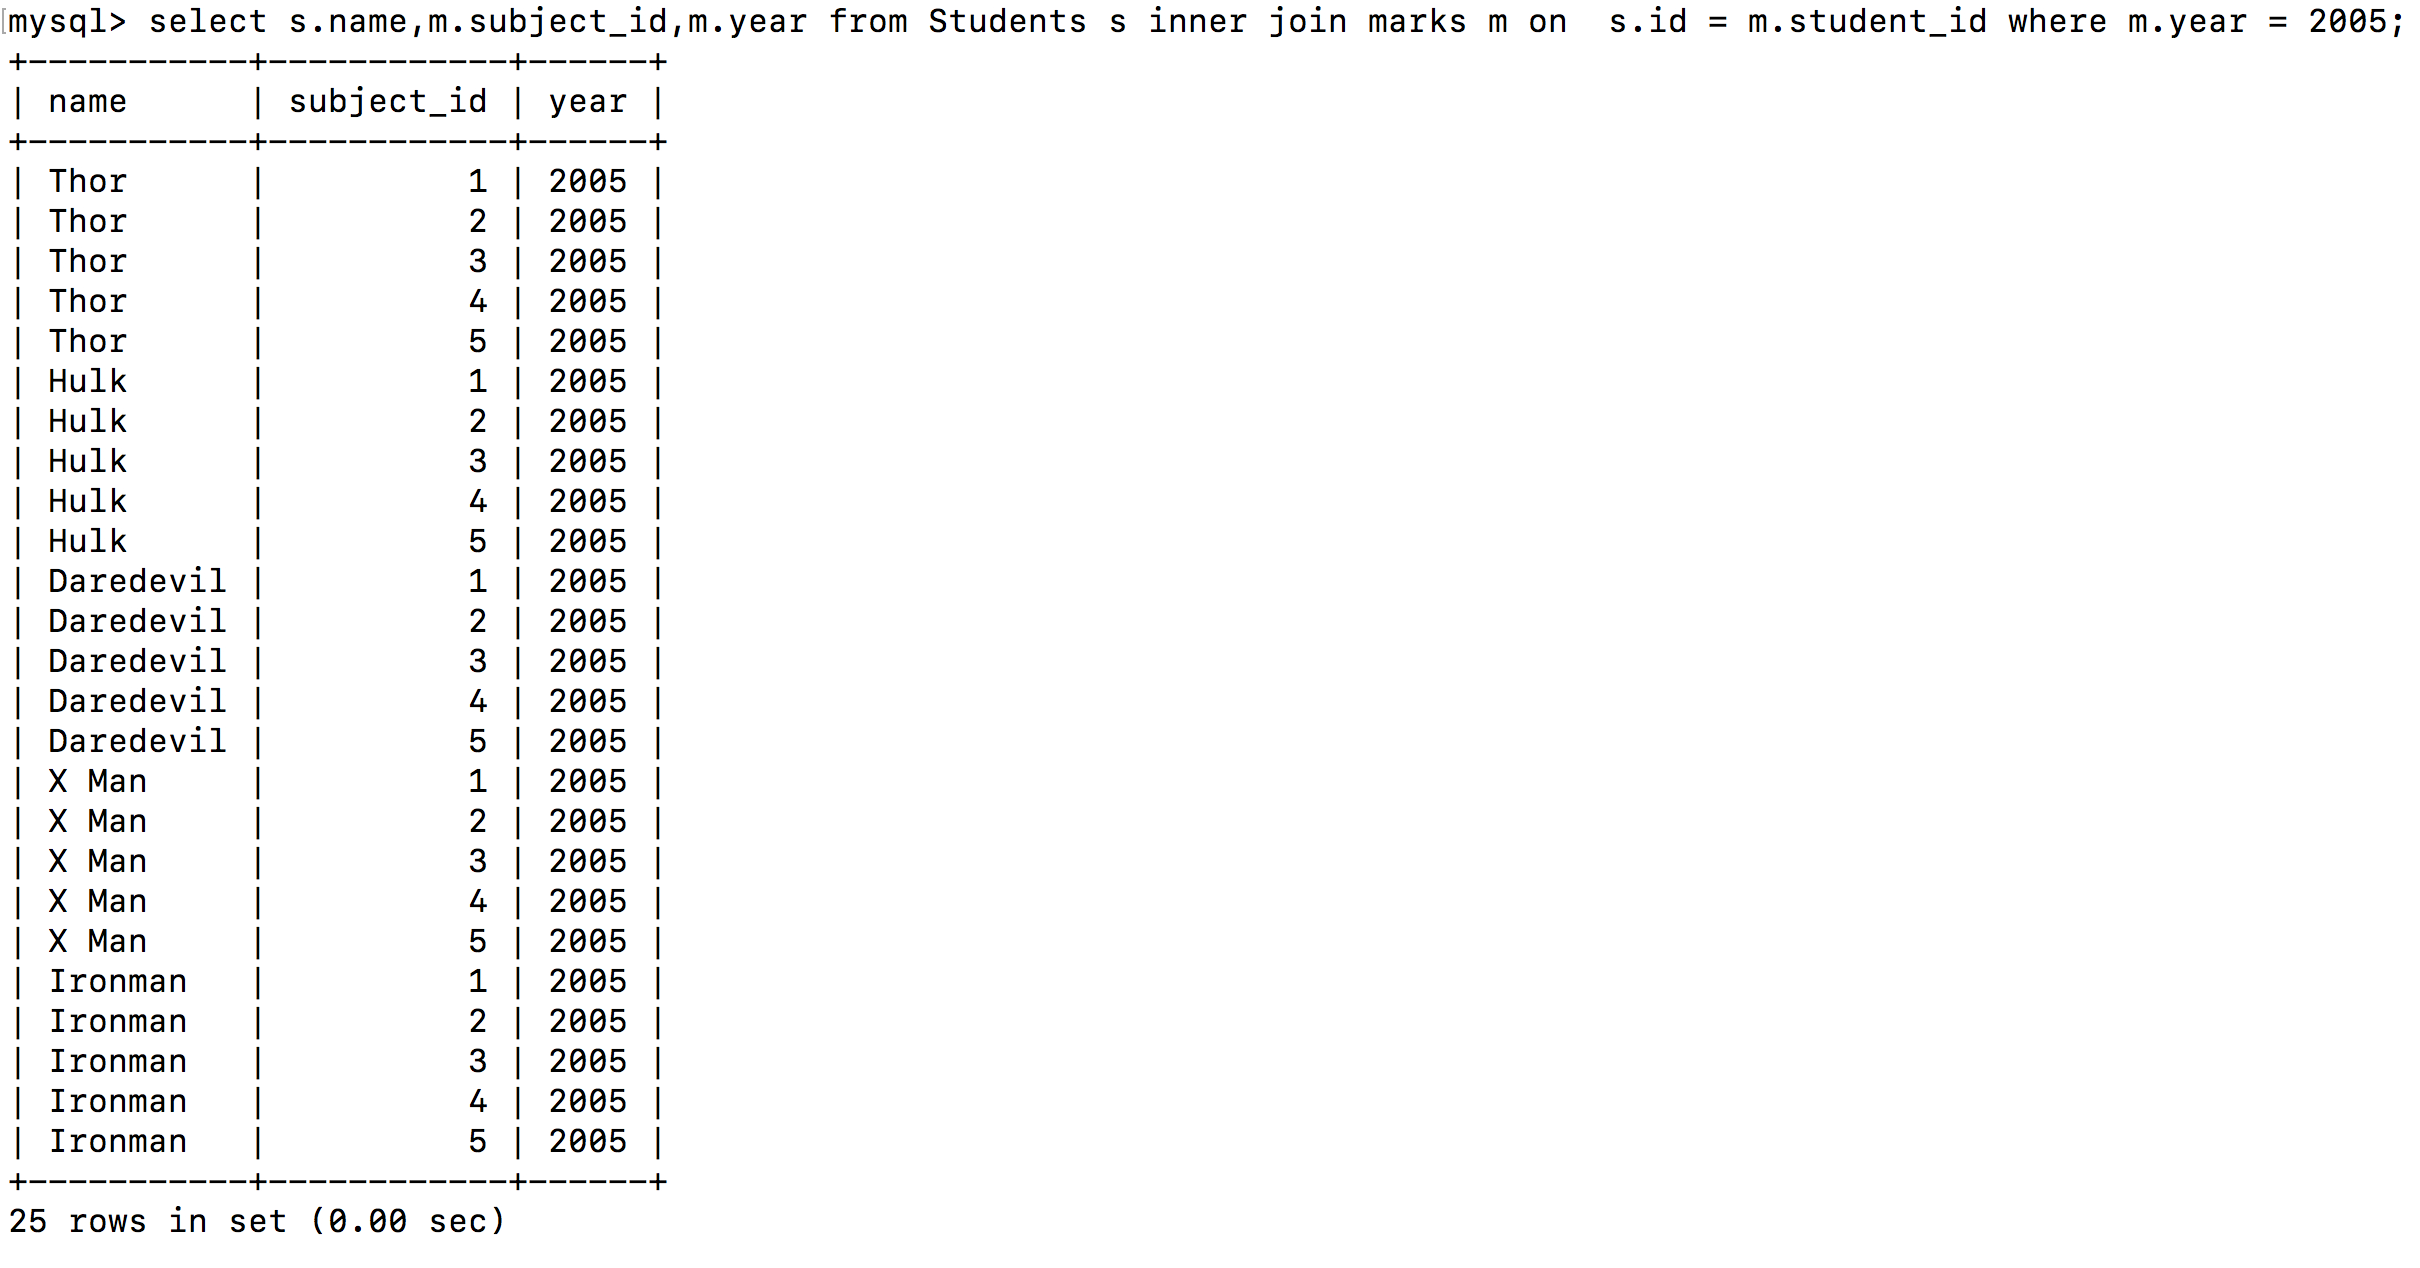 mysql> select s.name,m.subject_id,m.year from Students s inner join marks m on  s.id = m.student_id where m.year = 2005;
+-----------+------------+------+
| name      | subject_id | year |
+-----------+------------+------+
| Thor      |          1 | 2005 |
| Thor      |          2 | 2005 |
| Thor      |          3 | 2005 |
| Thor      |          4 | 2005 |
| Thor      |          5 | 2005 |
| Hulk      |          1 | 2005 |
| Hulk      |          2 | 2005 |
| Hulk      |          3 | 2005 |
| Hulk      |          4 | 2005 |
| Hulk      |          5 | 2005 |
| Daredevil |          1 | 2005 |
| Daredevil |          2 | 2005 |
| Daredevil |          3 | 2005 |
| Daredevil |          4 | 2005 |
| Daredevil |          5 | 2005 |
| X Man     |          1 | 2005 |
| X Man     |          2 | 2005 |
| X Man     |          3 | 2005 |
| X Man     |          4 | 2005 |
| X Man     |          5 | 2005 |
| Ironman   |          1 | 2005 |
| Ironman   |          2 | 2005 |
| Ironman   |          3 | 2005 |
| Ironman   |          4 | 2005 |
| Ironman   |          5 | 2005 |
+-----------+------------+------+
25 rows in set (0.00 sec)